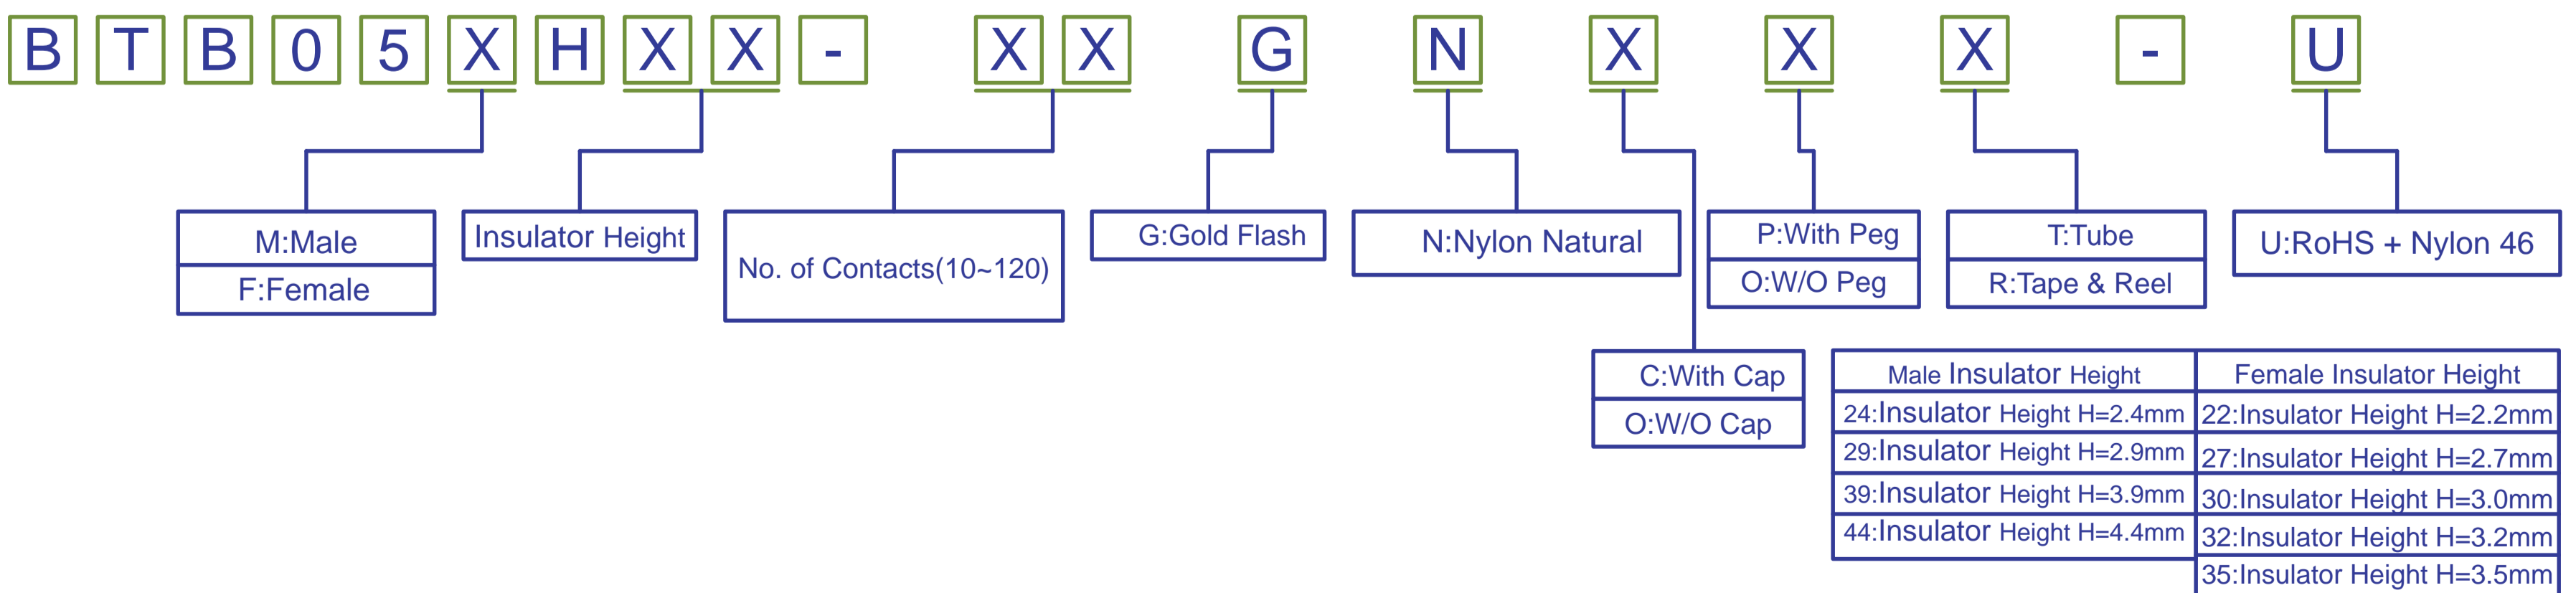 B T B 0 5 X H X X - X X G N X X X - U
M:Male
F:Female
Insulator Height
No. of Contacts(10~120)
G:Gold Flash
N:Nylon Natural
P:With Peg
O:W/O Peg
T:Tube
R:Tape & Reel
U:RoHS + Nylon 46
C:With Cap
O:W/O Cap
Male Insulator Height
24:Insulator Height H=2.4mm
29:Insulator Height H=2.9mm
39:Insulator Height H=3.9mm
44:Insulator Height H=4.4mm
Female Insulator Height
22:Insulator Height H=2.2mm
27:Insulator Height H=2.7mm
30:Insulator Height H=3.0mm
32:Insulator Height H=3.2mm
35:Insulator Height H=3.5mm